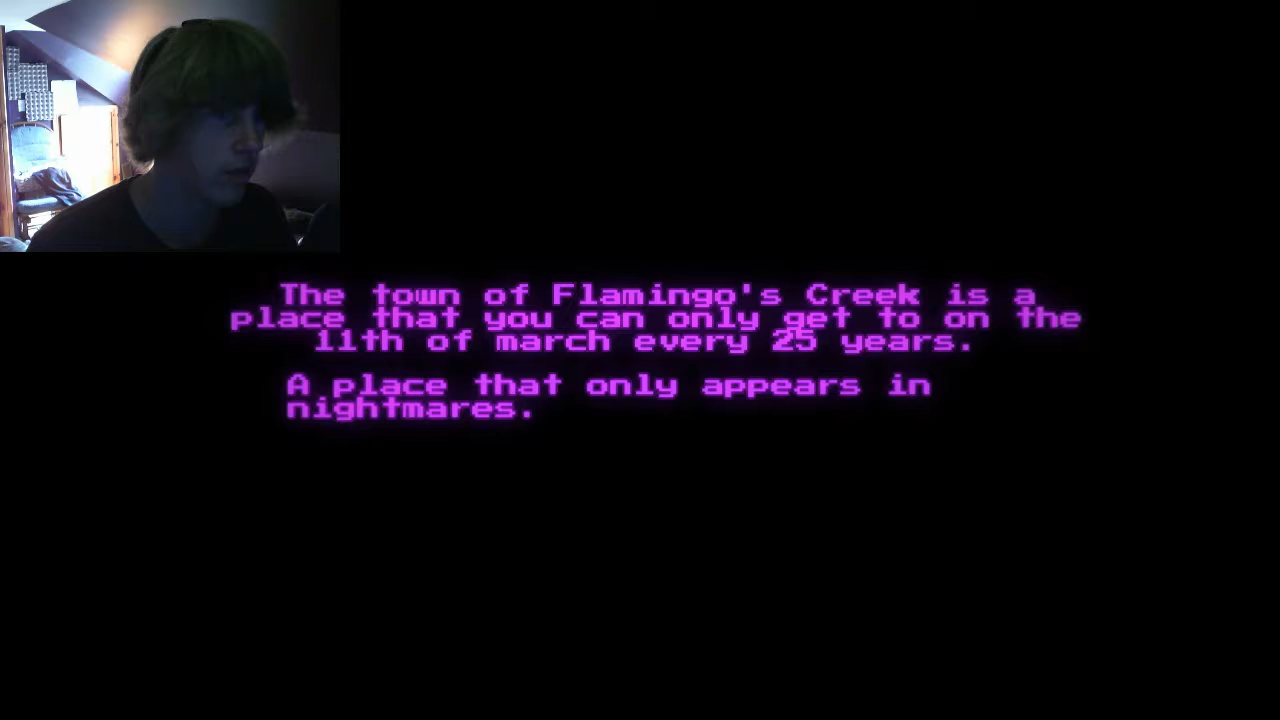 The town of Flamingo's Creek is a
place that you can only get to on the
11th of march every 25 years.
A place that only appears in
nightmares.